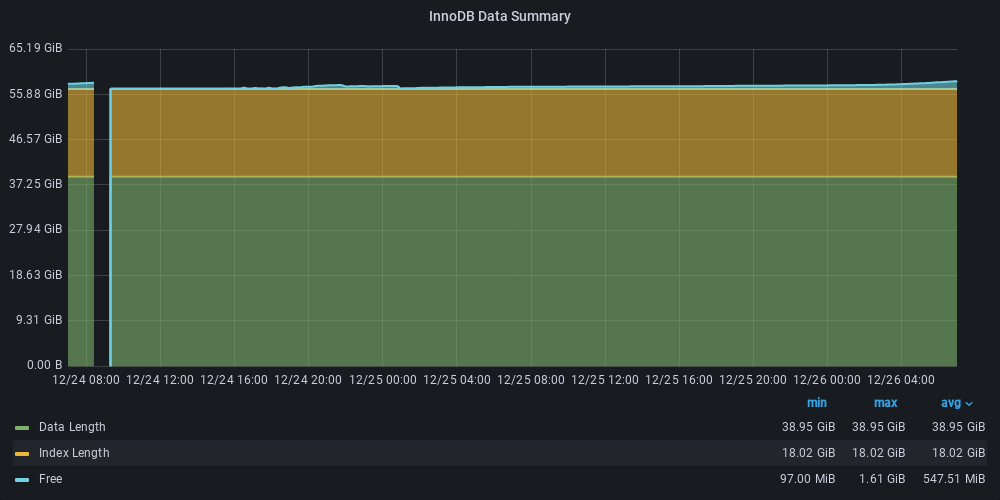 InnoDB Data Summary
65.19 GiB
55.88 GiB
46.57 GiB
37.25 GiB
27.94 GiB
18.63 GiB
9.31 GiB
0.00 B
12/24 08:00 12/24 12:00 12/24 16:00 12/24 20:00 12/25 00:00 12/25 04:00 12/25 08:00 12/25 12:00 12/25 16:00 12/25 20:00 12/26 00:00 12/26 04:00
min max avg
Data Length 38.95 GiB 38.95 GiB 38.95 GiB
Index Length 18.02 GiB 18.02 GiB 18.02 GiB
Free 97.00 MiB 1.61 GiB 547.51 MiB